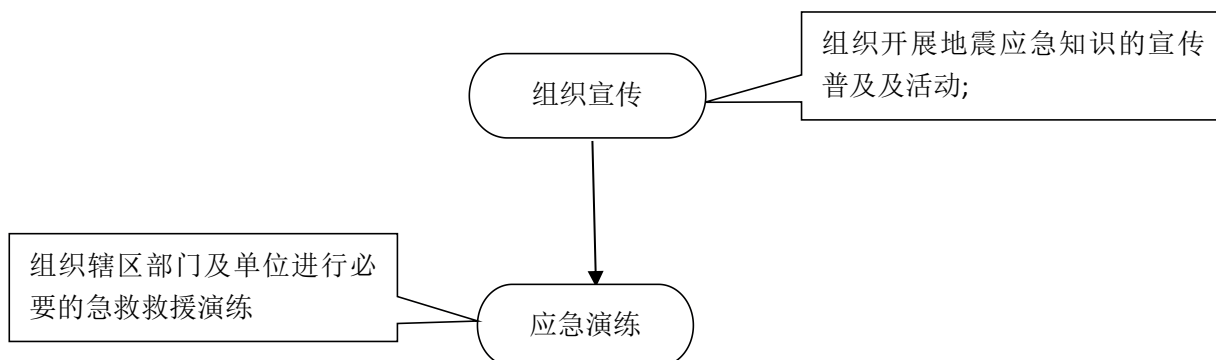 组织开展地震应急知识的宣传
普及及活动;
组织宣传
组织辖区部门及单位进行必
要的急救救援演练
应急演练